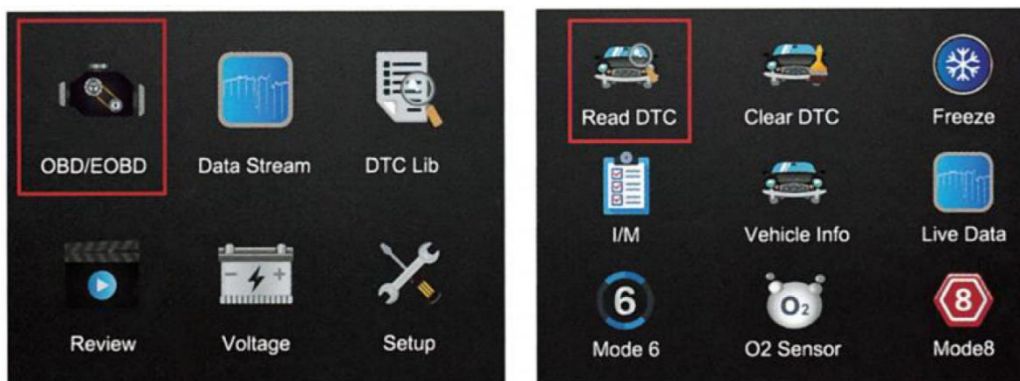 OBD/EOBD
Data Stream
DTC Lib
Review
Voltage
Setup
Read DTC
Clear DTC
Freeze
I/M
Vehicle Info
Live Data
6
O2
8
Mode 6
O2 Sensor
Mode8